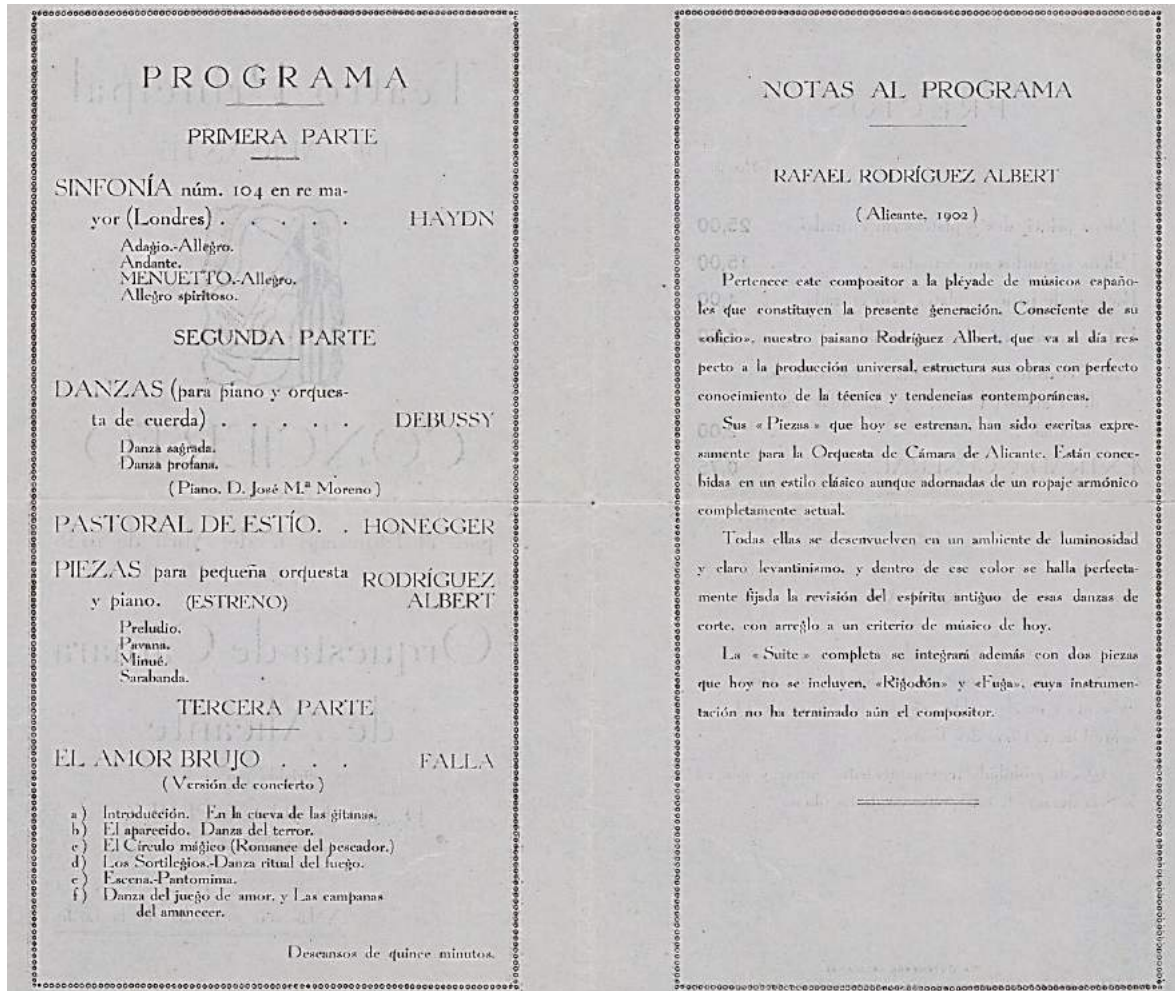 PROGRAMA
PRIMERA PARTE
SINFONÍA núm. 104 en re ma-
yor (Londres) . . . . . HAYDN
Adagio.-Allegro.
Andante.
MENUETTO.-Allegro.
Allegro spiritoso.
SEGUNDA PARTE
DANZAS (para piano y orques-
ta de cuerda) . . . . . DEBUSSY
Danza sagrada.
Danza profana.
(Piano, D. José M.ª Moreno)
PASTORAL DE ESTÍO. . HONEGGER
PIEZAS para pequeña orquesta RODRÍGUEZ
y piano. (ESTRENO) ALBERT
Preludio.
Pavana.
Minué.
Sarabanda.
TERCERA PARTE
EL AMOR BRUJO . . . FALLA
(Versión de concierto)
a) Introducción. En la cueva de las gitanas.
b) El aparecido. Danza del terror.
c) El Círculo mágico (Romance del pescador.)
d) Los Sortilegios.-Danza ritual del fuego.
e) Escena.-Pantomima.
f) Danza del juego de amor, y Las campanas
del amanecer.
Descansos de quince minutos.
NOTAS AL PROGRAMA
RAFAEL RODRÍGUEZ ALBERT
(Alicante, 1902)
Pertenece este compositor a la pléyade de músicos españo-
les que constituyen la presente generación. Consciente de su
«oficio», nuestro paisano Rodríguez Albert, que va al día res-
pecto a la producción universal, estructura sus obras con perfecto
conocimiento de la técnica y tendencias contemporáneas.
Sus «Piezas» que hoy se estrenan, han sido escritas expre-
samente para la Orquesta de Cámara de Alicante. Están conce-
bidas en un estilo clásico aunque adornadas de un ropaje armónico
completamente actual.
Todas ellas se desenvuelven en un ambiente de luminosidad
y claro levantinismo, y dentro de ese color se halla perfecta-
mente fijada la revisión del espíritu antiguo de esas danzas de
corte, con arreglo a un criterio de músico de hoy.
La «Suite» completa se integrará además con dos piezas
que hoy no se incluyen, «Rigodón» y «Fuga», cuya instrumen-
tación no ha terminado aún el compositor.